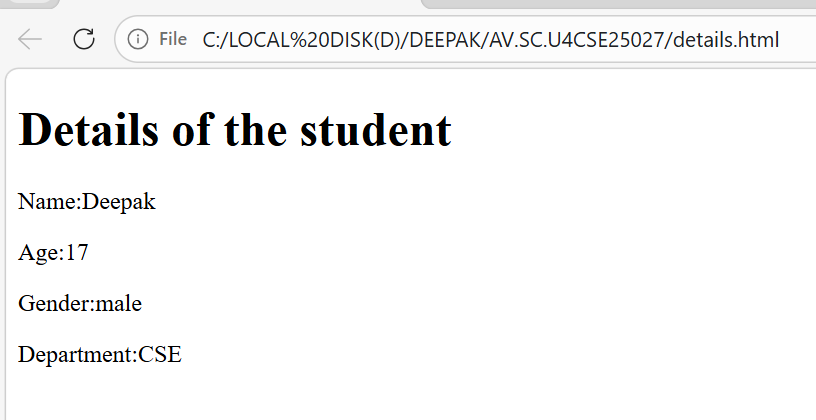 File C:/LOCAL%20DISK(D)/DEEPAK/AV.SC.U4CSE25027/details.html
Details of the student
Name:Deepak
Age:17
Gender:male
Department:CSE